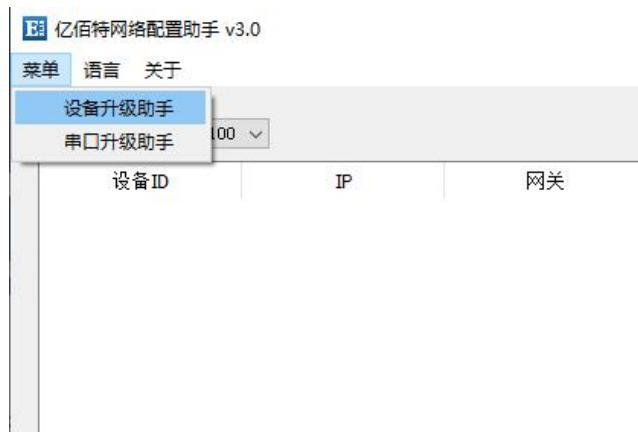 亿佰特网络配置助手 v3.0
菜单 语言 关于
设备升级助手
串口升级助手
100
设备ID IP 网关